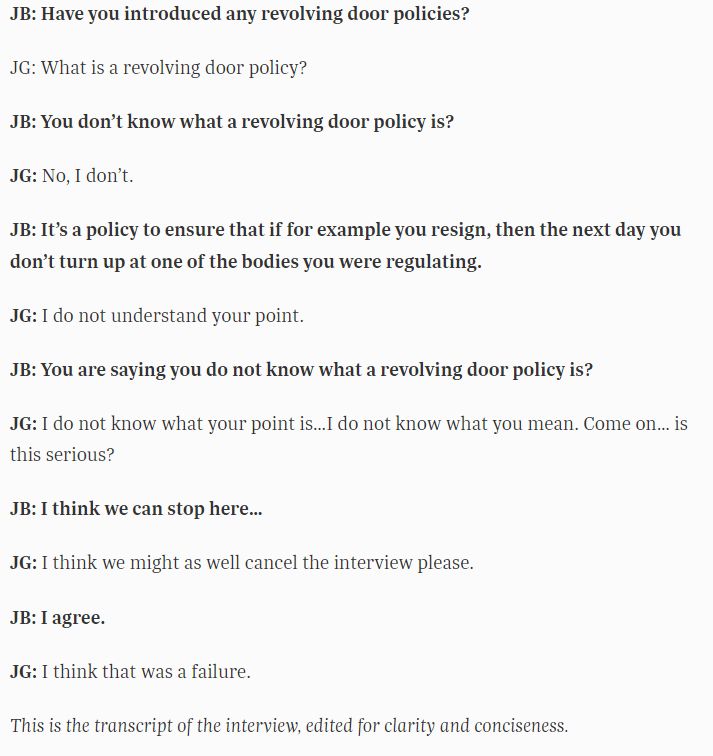 JB: Have you introduced any revolving door policies?
JG: What is a revolving door policy?
JB: You don’t know what a revolving door policy is?
JG: No, I don’t.
JB: It’s a policy to ensure that if for example you resign, then the next day you
don’t turn up at one of the bodies you were regulating.
JG: I do not understand your point.
JB: You are saying you do not know what a revolving door policy is?
JG: I do not know what your point is...I do not know what you mean. Come on... is
this serious?
JB: I think we can stop here...
JG: I think we might as well cancel the interview please.
JB: I agree.
JG: I think that was a failure.
This is the transcript of the interview, edited for clarity and conciseness.